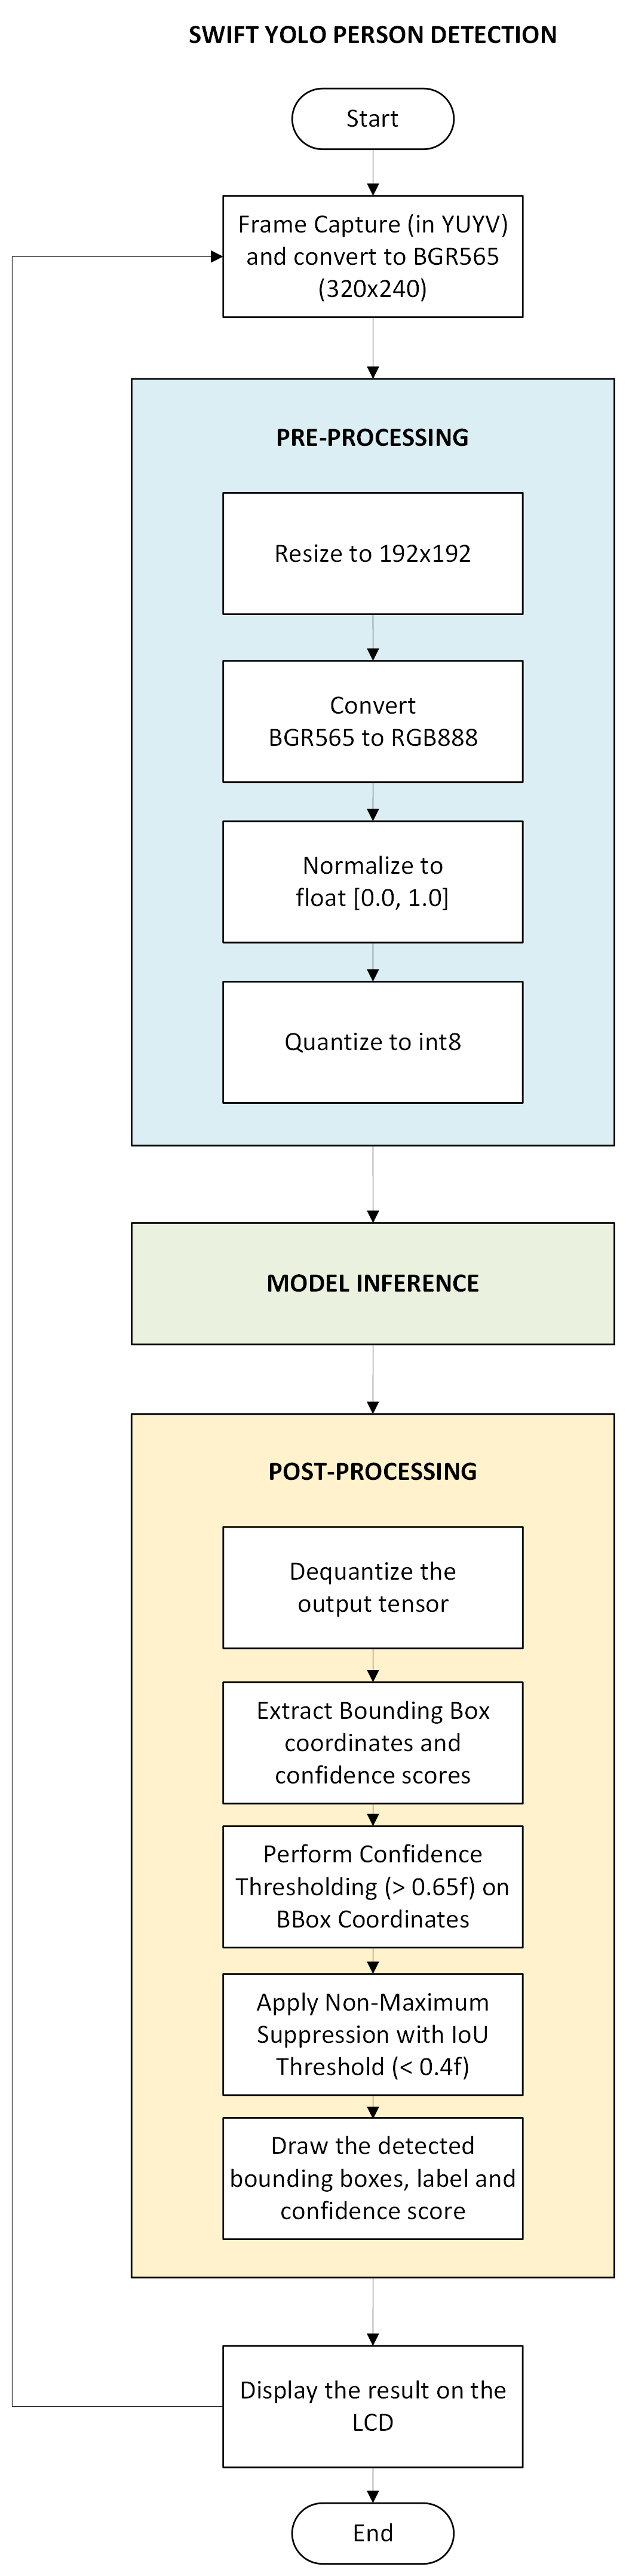 SWIFT YOLO PERSON DETECTION
Start
Frame Capture (in YUYV)
and convert to BGR565
(320x240)
PRE-PROCESSING
Resize to 192x192
Convert
BGR565 to RGB888
Normalize to
float [0.0, 1.0]
Quantize to int8
MODEL INFERENCE
POST-PROCESSING
Dequantize the
output tensor
Extract Bounding Box
coordinates and
confidence scores
Perform Confidence
Thresholding (> 0.65f) on
BBox Coordinates
Apply Non-Maximum
Suppression with IoU
Threshold (< 0.4f)
Draw the detected
bounding boxes, label and
confidence score
Display the result on the
LCD
End